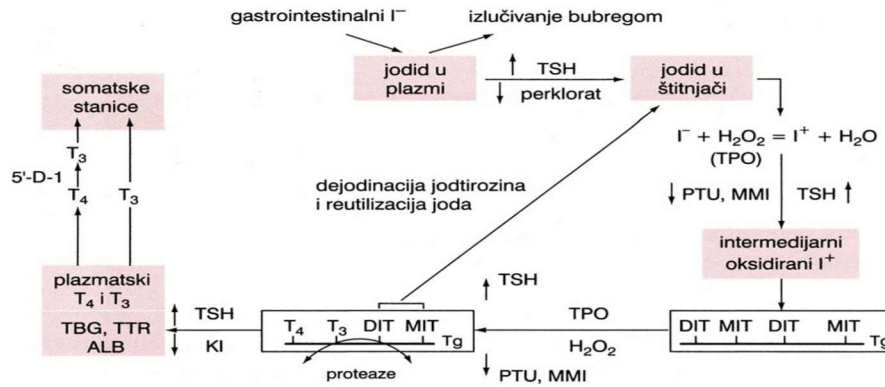 gastrointestinalni I⁻
izlučivanje bubregom
jodid u
plazmi
TSH
perklorat
jodid u
štitnjači
I⁻ + H₂O₂ = I⁺ + H₂O
(TPO)
PTU, MMI
TSH
intermedijarni
oksidirani I⁺
DIT MIT DIT MIT
Tg
TPO
H₂O₂
TSH
PTU, MMI
T₄ T₃ DIT MIT
Tg
proteaze
dejodinacija jodtirozina
i reutilizacija joda
TSH
KI
plazmatski
T₄ i T₃
TBG, TTR
ALB
T₄
5'-D-1
T₃
T₃
somatske
stanice